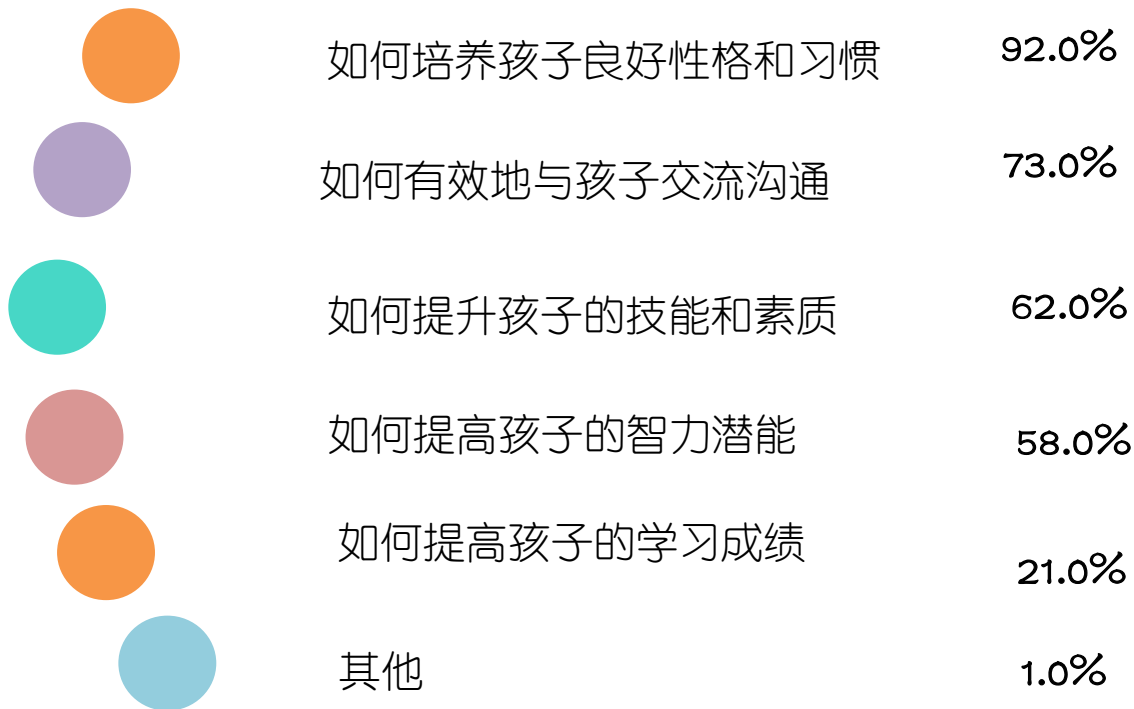 如何培养孩子良好性格和习惯 92.0%
如何有效地与孩子交流沟通 73.0%
如何提升孩子的技能和素质 62.0%
如何提高孩子的智力潜能 58.0%
如何提高孩子的学习成绩 21.0%
其他 1.0%